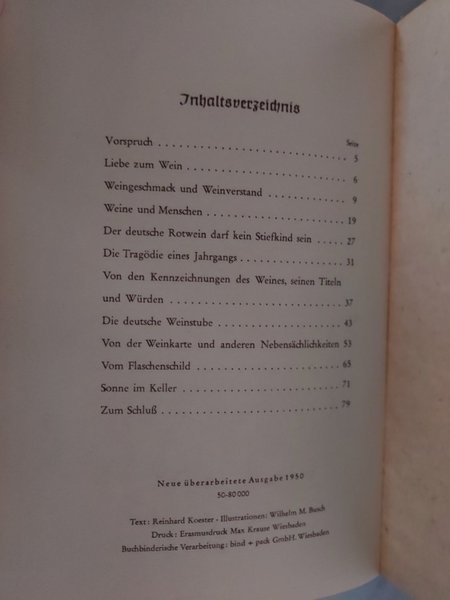 Inhaltsverzeichnis
Seite
Vorspruch . . . . . . . . . . . . . . . . . . . . . 5
Liebe zum Wein . . . . . . . . . . . . . . . . . . 6
Weingeschmack und Weinverstand . . . . . . . . . . 9
Weine und Menschen . . . . . . . . . . . . . . . . 19
Der deutsche Rotwein darf kein Stiefkind sein . . . . 27
Die Tragödie eines Jahrgangs . . . . . . . . . . . . 31
Von den Kennzeichnungen des Weines, seinen Titeln
und Würden . . . . . . . . . . . . . . . . . . . . 37
Die deutsche Weinstube . . . . . . . . . . . . . . . 43
Von der Weinkarte und anderen Nebensächlichkeiten 53
Vom Flaschenschild . . . . . . . . . . . . . . . . . 65
Sonne im Keller . . . . . . . . . . . . . . . . . . 71
Zum Schluß . . . . . . . . . . . . . . . . . . . . 79
Neue überarbeitete Ausgabe 1950
50-80 000
Text: Reinhard Koester - Illustrationen: Wilhelm M. Busch
Druck: Erasmusdruck Max Krause Wiesbaden
Buchbinderische Verarbeitung: bind + pack GmbH. Wiesbaden